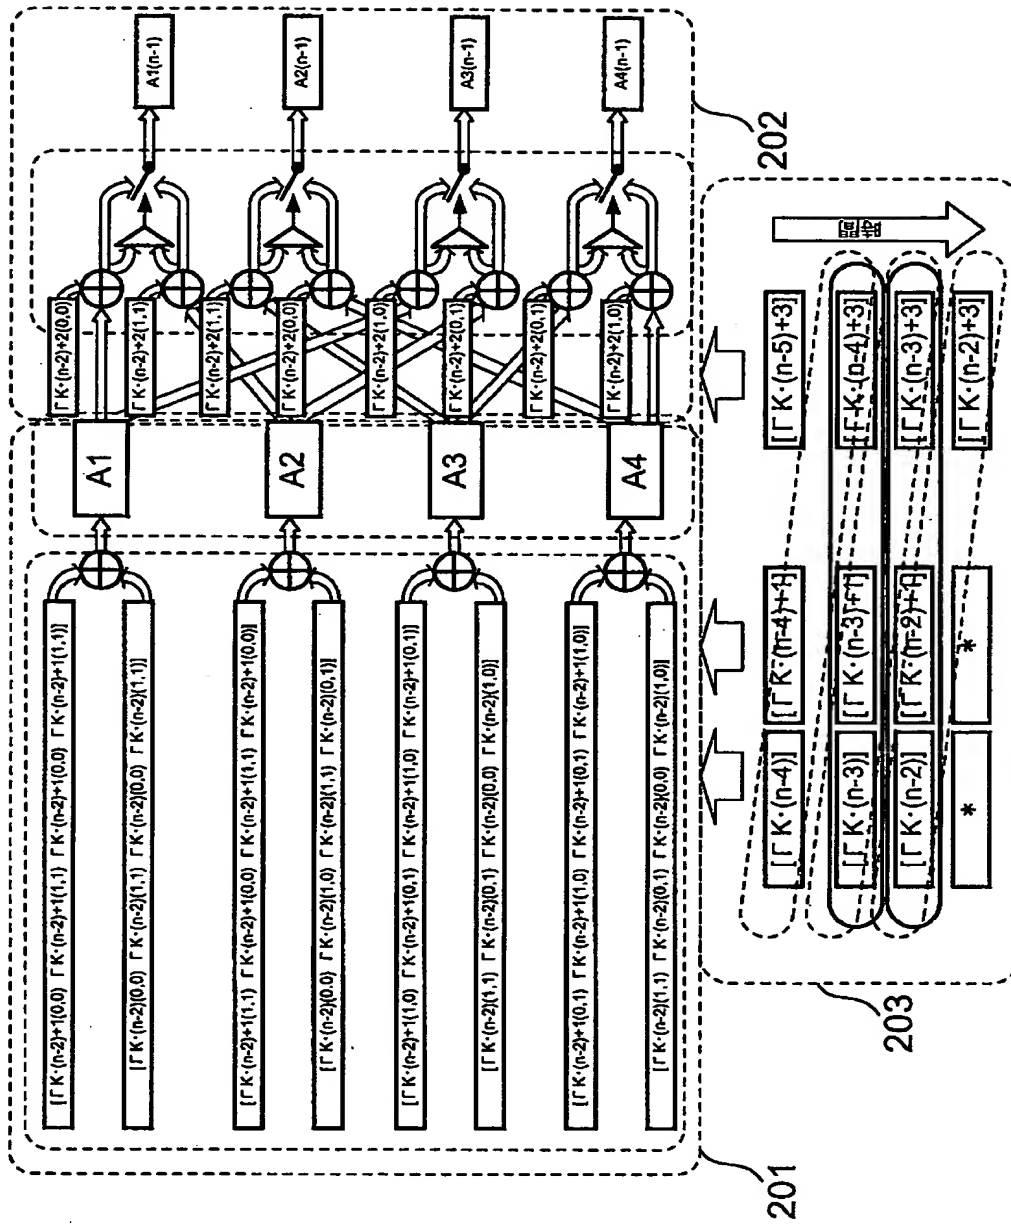 [ΓK・(n-2)+1(0,0) ΓK・(n-2)+1(1,1) ΓK・(n-2)+1(0,0) ΓK・(n-2)+1(1,1)]
[ΓK・(n-2)(0,0) ΓK・(n-2)(1,1) ΓK・(n-2)(0,0) ΓK・(n-2)(1,1)]
[ΓK・(n-2)+1(1,1) ΓK・(n-2)+1(0,0) ΓK・(n-2)+1(1,1) ΓK・(n-2)+1(0,0)]
[ΓK・(n-2)(0,0) ΓK・(n-2)(1,0) ΓK・(n-2)(1,1) ΓK・(n-2)(0,1)]
[ΓK・(n-2)+1(1,0) ΓK・(n-2)+1(0,1) ΓK・(n-2)+1(1,0) ΓK・(n-2)+1(0,1)]
[ΓK・(n-2)(1,1) ΓK・(n-2)(0,1) ΓK・(n-2)(0,0) ΓK・(n-2)(1,0)]
[ΓK・(n-2)+1(0,1) ΓK・(n-2)+1(1,0) ΓK・(n-2)+1(0,1) ΓK・(n-2)+1(1,0)]
[ΓK・(n-2)(1,1) ΓK・(n-2)(0,1) ΓK・(n-2)(0,0) ΓK・(n-2)(1,0)]
A1
A2
A3
A4
ΓK・(n-2)+2(0,0)
ΓK・(n-2)+2(1,1)
ΓK・(n-2)+2(1,1)
ΓK・(n-2)+2(0,0)
ΓK・(n-2)+2(1,0)
ΓK・(n-2)+2(0,1)
ΓK・(n-2)+2(0,1)
ΓK・(n-2)+2(1,0)
A1(n-1)
A2(n-1)
A3(n-1)
A4(n-1)
201
202
[ΓK・(n-4)] [ΓK・(n-4)+1] [ΓK・(n-5)+3]
[ΓK・(n-3)] [ΓK・(n-3)+1] [ΓK・(n-4)+3]
[ΓK・(n-2)] [ΓK・(n-2)+1] [ΓK・(n-3)+3]
* * [ΓK・(n-2)+3]
時間
203